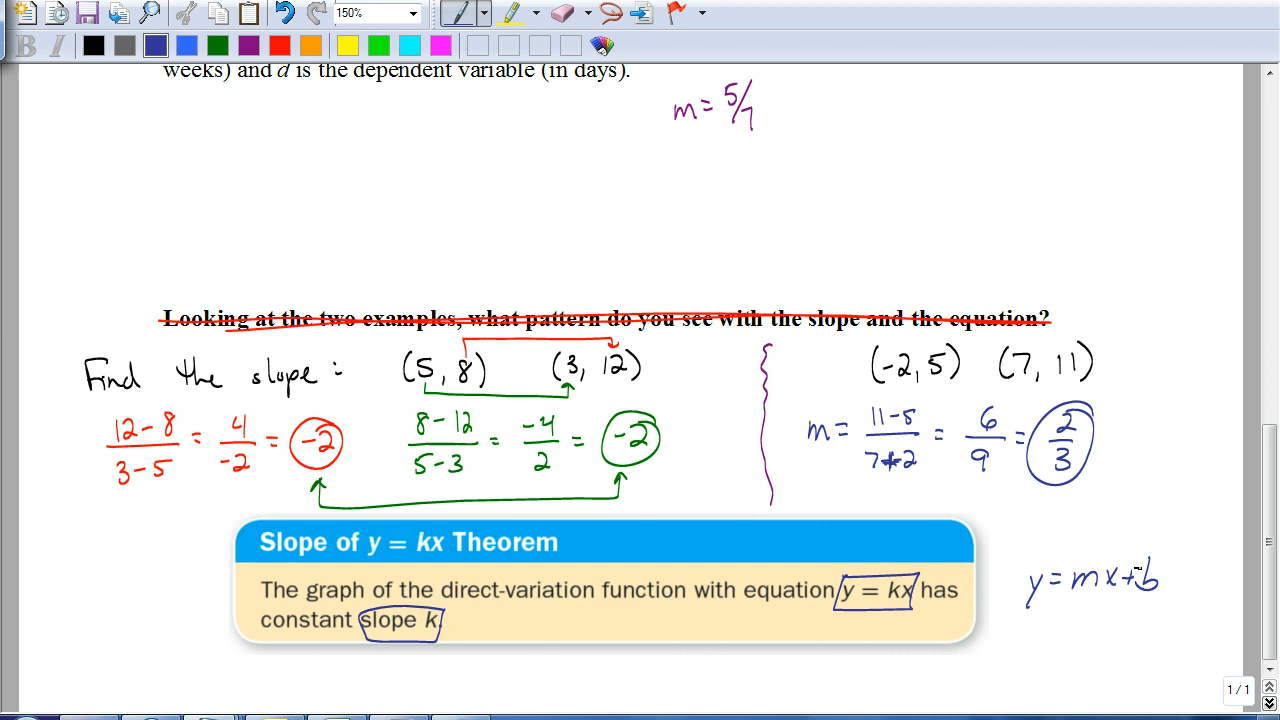 150%
B I
weeks) and d is the dependent variable (in days).
m = 5/7
Looking at the two examples, what pattern do you see with the slope and the equation?
Find the slope: (5, 8) (3, 12) (-2, 5) (7, 11)
12-8/3-5 = 4/-2 = -2 8-12/5-3 = -4/2 = -2 m = 11-5/7+2 = 6/9 = 2/3
Slope of y = kx Theorem
The graph of the direct-variation function with equation y = kx has
constant slope k.
y = mx+b
1/1